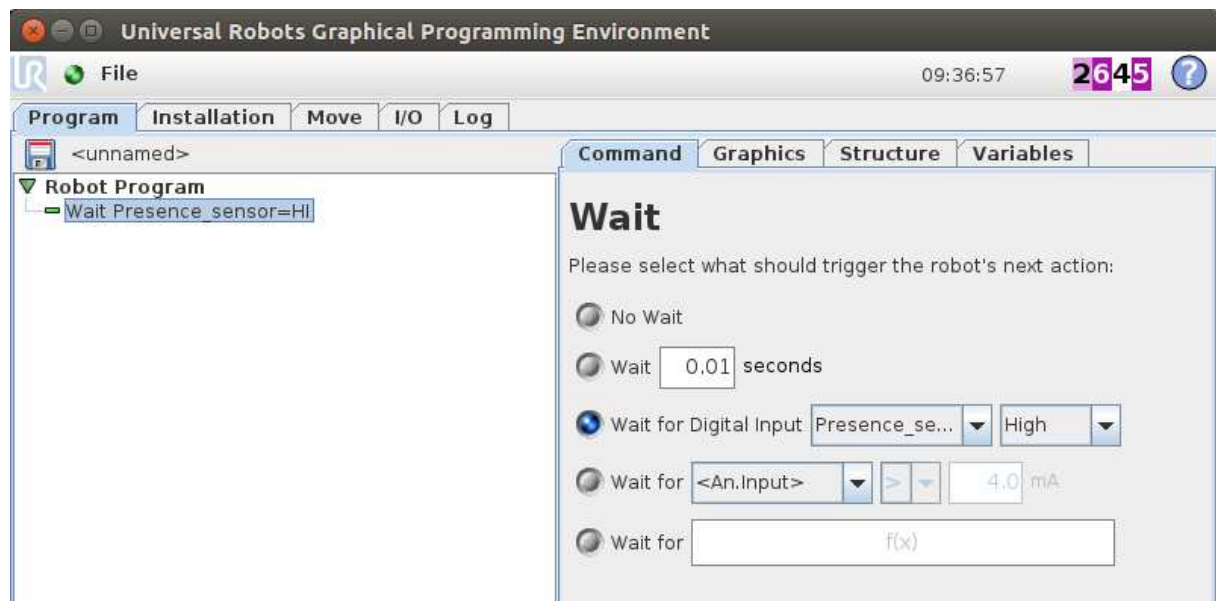 Universal Robots Graphical Programming Environment
File 09:36:57 2645 ?
Program Installation Move I/O Log
<unnamed>
Command Graphics Structure Variables
Robot Program
Wait Presence_sensor=HI
Wait
Please select what should trigger the robot's next action:
No Wait
Wait 0.01 seconds
Wait for Digital Input Presence_se... High
Wait for <An.Input> > 4.0 mA
Wait for f(x)